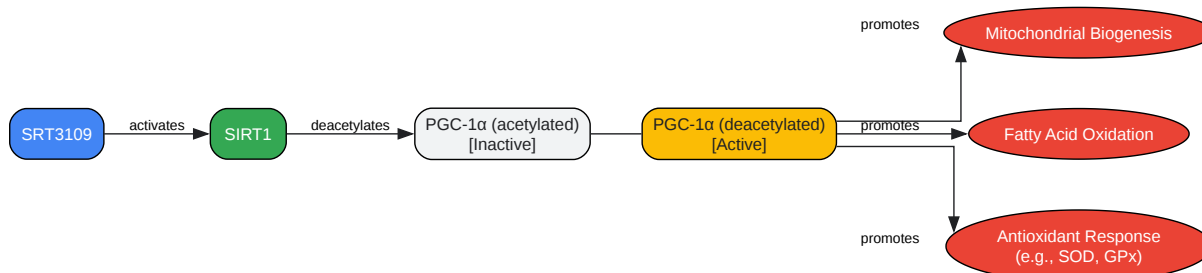 SRT3109
activates
SIRT1
deacetylates
PGC-1α (acetylated)
[Inactive]
PGC-1α (deacetylated)
[Active]
promotes
Mitochondrial Biogenesis
promotes
Fatty Acid Oxidation
promotes
Antioxidant Response
(e.g., SOD, GPx)